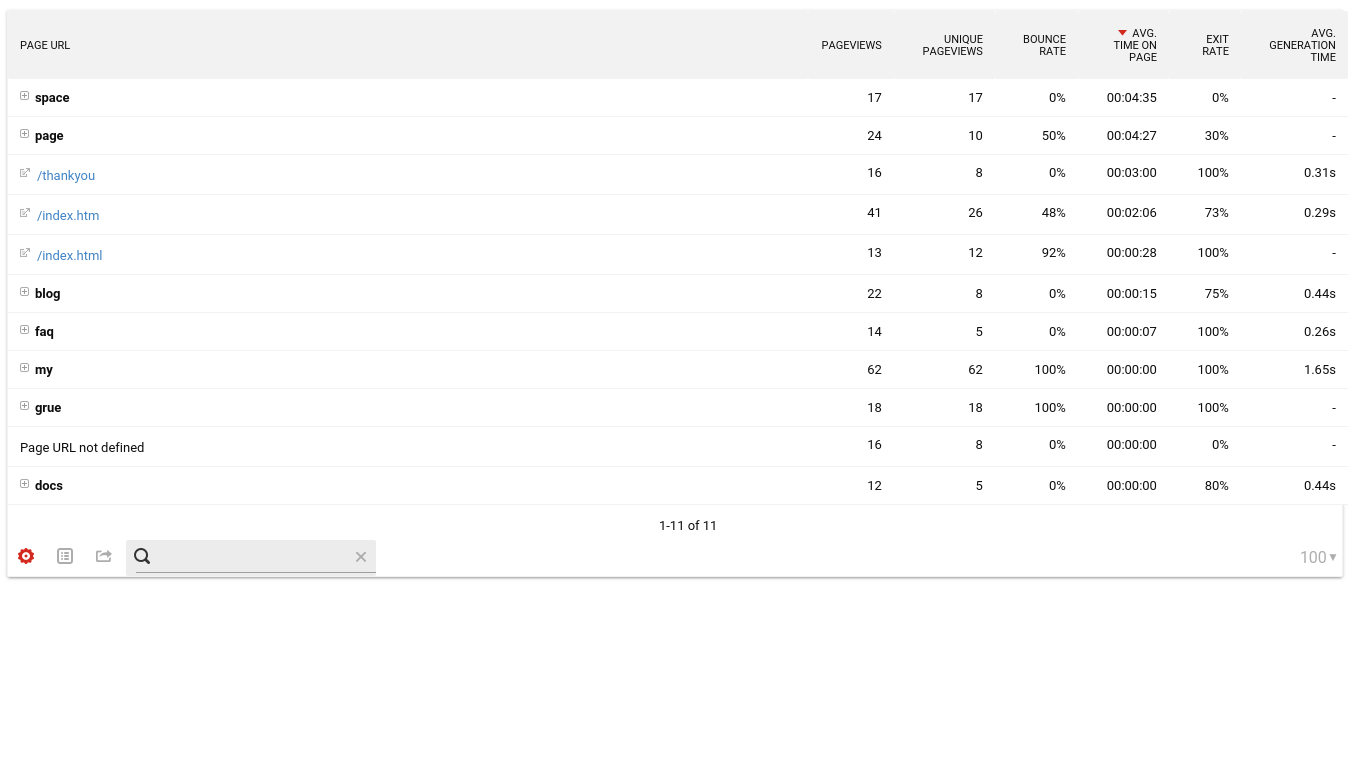 PAGE URL PAGEVIEWS UNIQUE PAGEVIEWS BOUNCE RATE AVG. TIME ON PAGE EXIT RATE AVG. GENERATION TIME
space 17 17 0% 00:04:35 0% -
page 24 10 50% 00:04:27 30% -
/thankyou 16 8 0% 00:03:00 100% 0.31s
/index.htm 41 26 48% 00:02:06 73% 0.29s
/index.html 13 12 92% 00:00:28 100% -
blog 22 8 0% 00:00:15 75% 0.44s
faq 14 5 0% 00:00:07 100% 0.26s
my 62 62 100% 00:00:00 100% 1.65s
grue 18 18 100% 00:00:00 100% -
Page URL not defined 16 8 0% 00:00:00 0% -
docs 12 5 0% 00:00:00 80% 0.44s
1-11 of 11
100